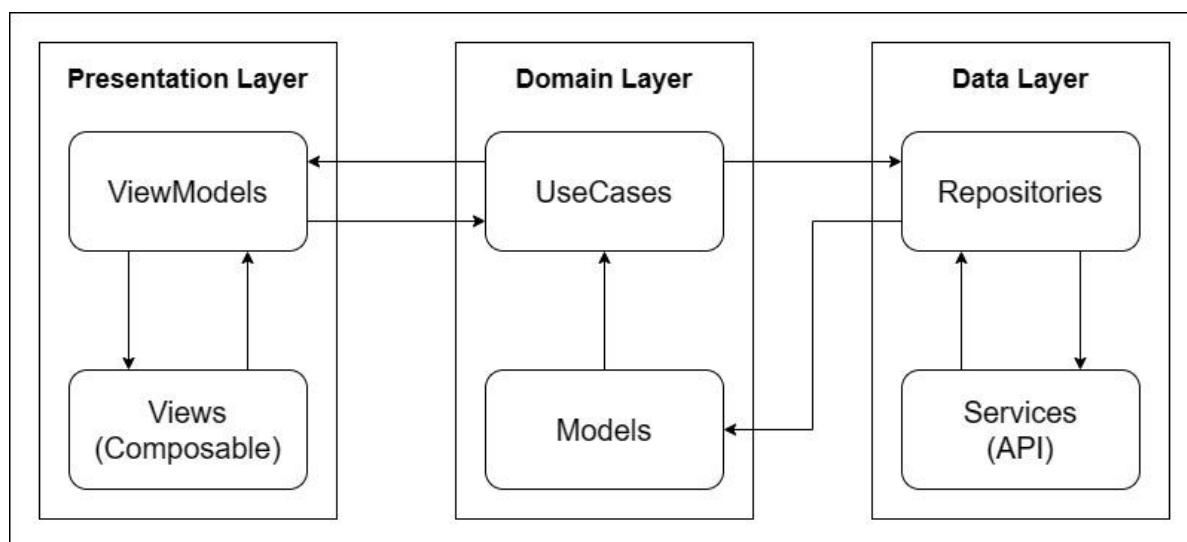 Presentation Layer
ViewModels
Views
(Composable)
Domain Layer
UseCases
Models
Data Layer
Repositories
Services
(API)